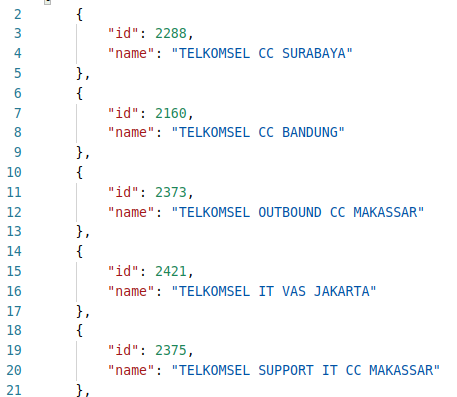 2 {
3 "id": 2288,
4 "name": "TELKOMSEL CC SURABAYA"
5 },
6 {
7 "id": 2160,
8 "name": "TELKOMSEL CC BANDUNG"
9 },
10 {
11 "id": 2373,
12 "name": "TELKOMSEL OUTBOUND CC MAKASSAR"
13 },
14 {
15 "id": 2421,
16 "name": "TELKOMSEL IT VAS JAKARTA"
17 },
18 {
19 "id": 2375,
20 "name": "TELKOMSEL SUPPORT IT CC MAKASSAR"
21 },